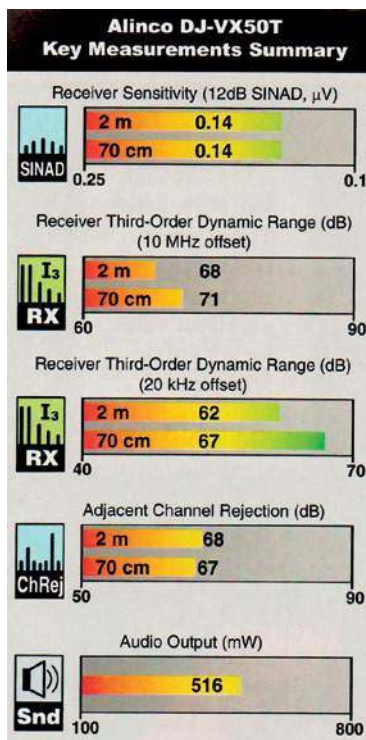 Alinco DJ-VX50T
Key Measurements Summary
Receiver Sensitivity (12dB SINAD, μV)
SINAD
2 m 0.14
70 cm 0.14
0.25 0.1
Receiver Third-Order Dynamic Range (dB)
(10 MHz offset)
I3
RX
2 m 68
70 cm 71
60 90
Receiver Third-Order Dynamic Range (dB)
(20 kHz offset)
I3
RX
2 m 62
70 cm 67
40 70
Adjacent Channel Rejection (dB)
ChRej
2 m 68
70 cm 67
50 90
Audio Output (mW)
Snd
516
100 800